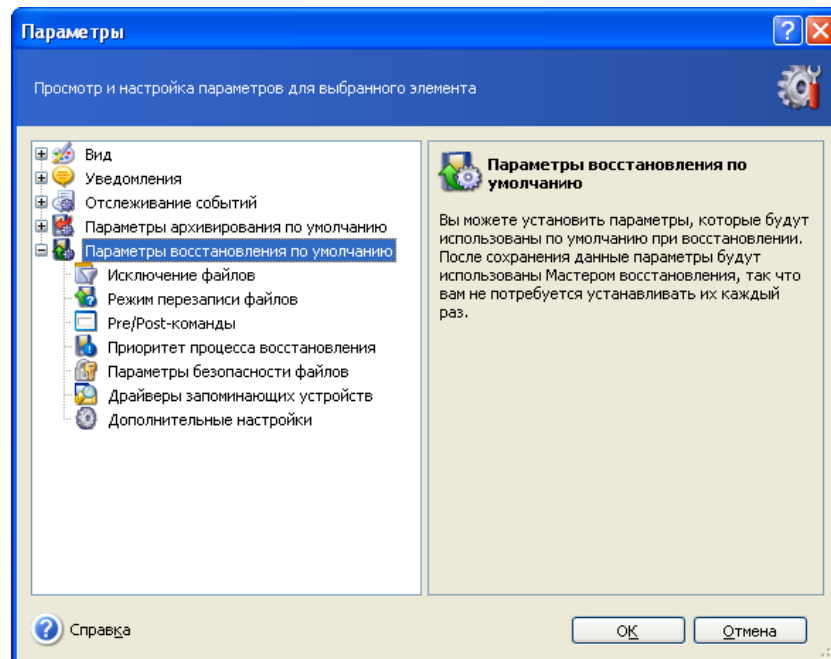 Параметры
Просмотр и настройка параметров для выбранного элемента
Вид
Уведомления
Отслеживание событий
Параметры архивирования по умолчанию
Параметры восстановления по умолчанию
Исключение файлов
Режим перезаписи файлов
Pre/Post-команды
Приоритет процесса восстановления
Параметры безопасности файлов
Драйверы запоминающих устройств
Дополнительные настройки
Параметры восстановления по
умолчанию
Вы можете установить параметры, которые будут
использованы по умолчанию при восстановлении.
После сохранения данные параметры будут
использованы Мастером восстановления, так что
вам не потребуется устанавливать их каждый
раз.
Справка
ОК
Отмена